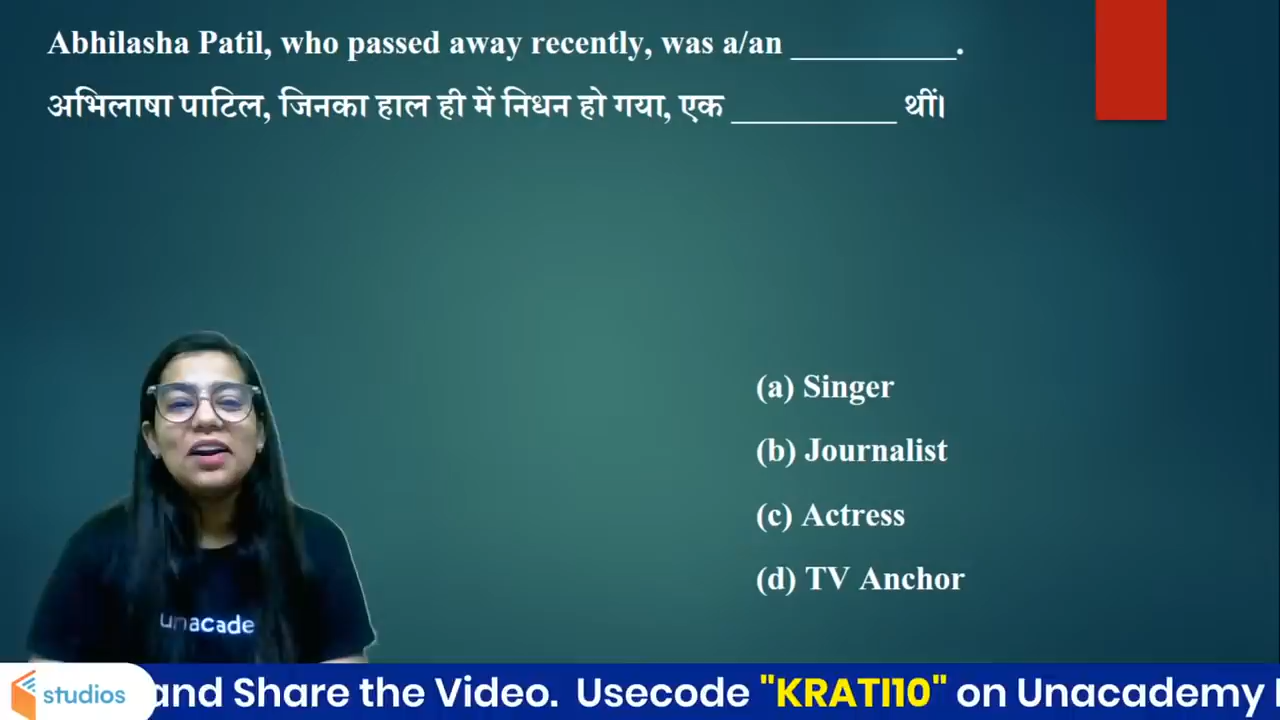 Abhilasha Patil, who passed away recently, was a/an __________.
अभिलाषा पाटिल, जिनका हाल ही में निधन हो गया, एक __________ थीं।
(a) Singer
(b) Journalist
(c) Actress
(d) TV Anchor
unacade
studios
and Share the Video. Usecode "KRATI10" on Unacademy